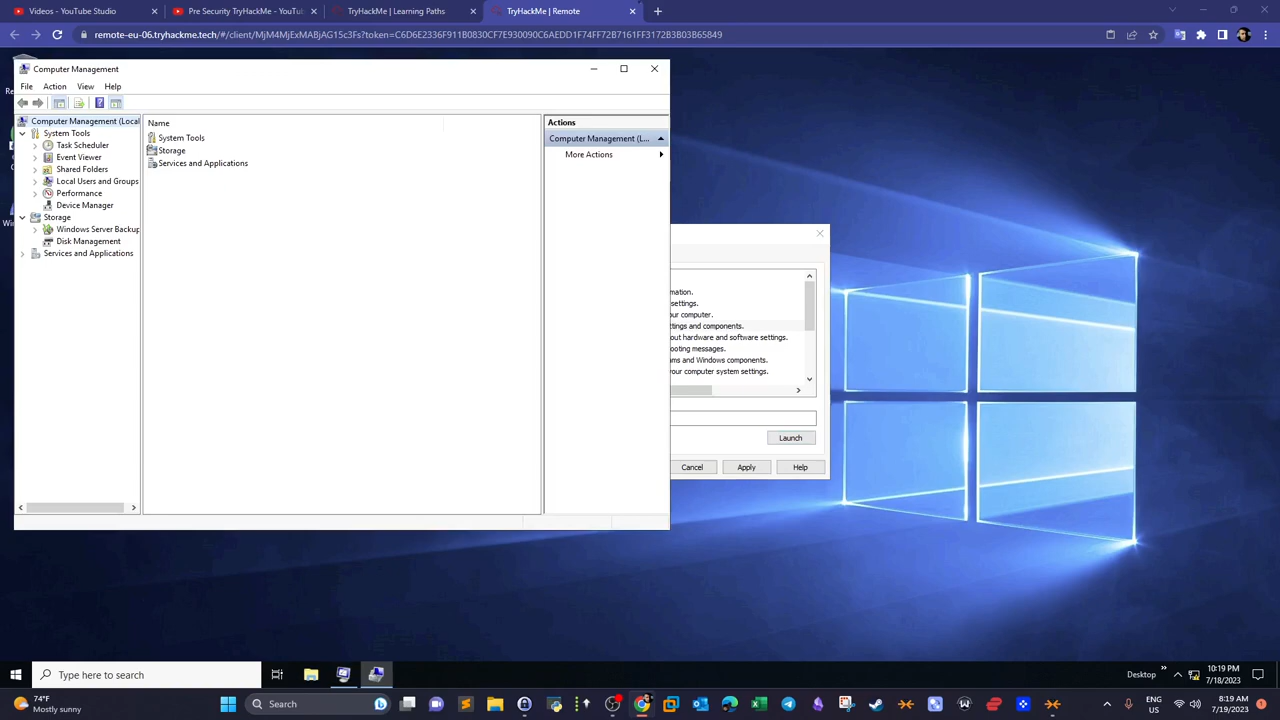 Videos - YouTube Studio
Pre Security TryHackMe - YouTu
TryHackMe | Learning Paths
TryHackMe | Remote
remote-eu-06.tryhackme.tech/#/client/MjM4MjExMABjAG15c3Fs?token=C6D6E2336F911B0830CF7E930090C6AEDD1F74FF72B7161FF3172B3B03B65849
Computer Management
File Action View Help
Computer Management (Local
System Tools
Task Scheduler
Event Viewer
Shared Folders
Local Users and Groups
Performance
Device Manager
Storage
Windows Server Backup
Disk Management
Services and Applications
Name
System Tools
Storage
Services and Applications
Actions
Computer Management (L...
More Actions
mation.
settings.
our computer.
ttings and components.
out hardware and software settings.
ooting messages.
ams and Windows components.
your computer system settings.
Launch
Cancel Apply Help
Type here to search
Desktop
10:19 PM
7/18/2023
74°F
Mostly sunny
Search
ENG
US
8:19 AM
7/19/2023